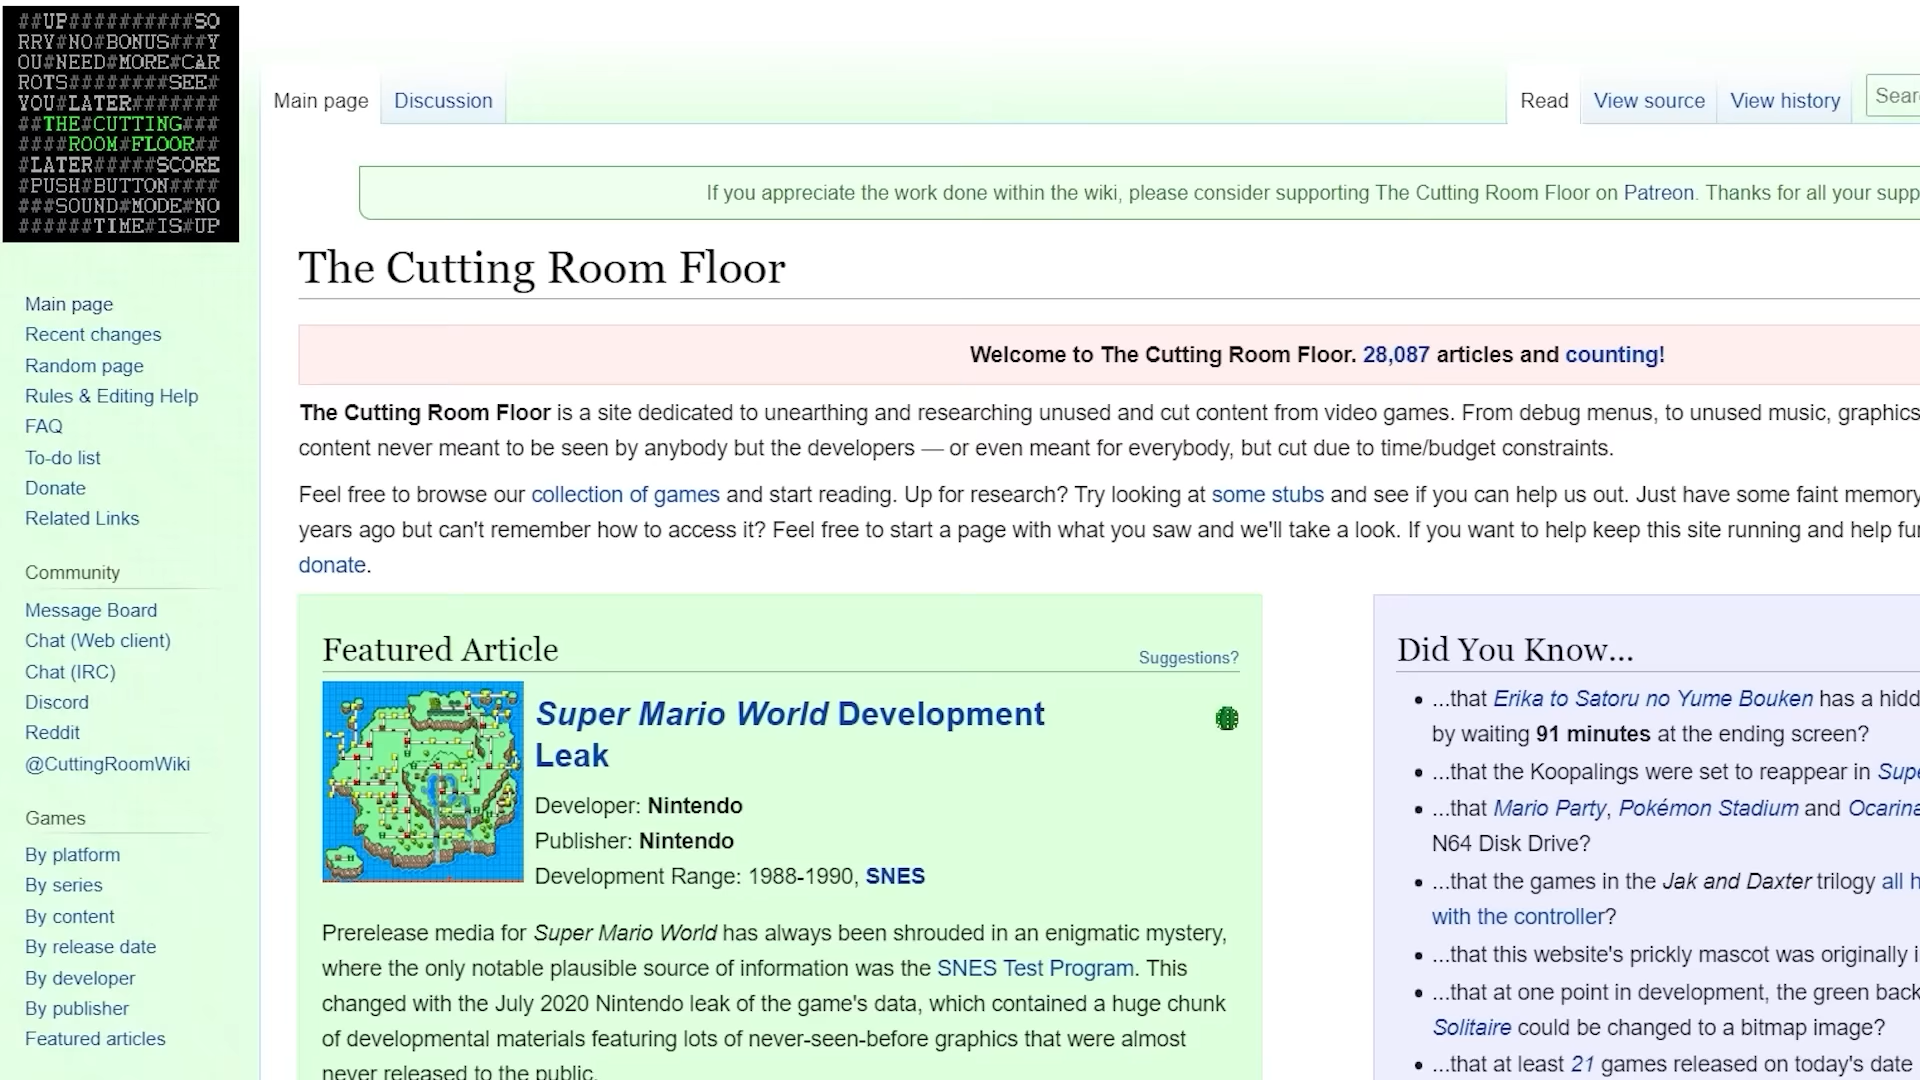 ##UP##########SO
RRY#NO#BONUS###Y
OU#NEED#MORE#CAR
ROTS########SEE#
YOU#LATER#######
##THE#CUTTING###
####ROOM#FLOOR##
#LATER#####SCORE
#PUSH#BUTTON####
###SOUND#MODE#NO
######TIME#IS#UP
Main page Discussion Read View source View history Sear
If you appreciate the work done within the wiki, please consider supporting The Cutting Room Floor on Patreon. Thanks for all your supp
The Cutting Room Floor
Welcome to The Cutting Room Floor. 28,087 articles and counting!
The Cutting Room Floor is a site dedicated to unearthing and researching unused and cut content from video games. From debug menus, to unused music, graphics
content never meant to be seen by anybody but the developers — or even meant for everybody, but cut due to time/budget constraints.
Feel free to browse our collection of games and start reading. Up for research? Try looking at some stubs and see if you can help us out. Just have some faint memory
years ago but can't remember how to access it? Feel free to start a page with what you saw and we'll take a look. If you want to help keep this site running and help fu
donate.
Main page
Recent changes
Random page
Rules & Editing Help
FAQ
To-do list
Donate
Related Links
Community
Message Board
Chat (Web client)
Chat (IRC)
Discord
Reddit
@CuttingRoomWiki
Games
By platform
By series
By content
By release date
By developer
By publisher
Featured articles
Featured Article
Suggestions?
Super Mario World Development
Leak
Developer: Nintendo
Publisher: Nintendo
Development Range: 1988-1990, SNES
Prerelease media for Super Mario World has always been shrouded in an enigmatic mystery,
where the only notable plausible source of information was the SNES Test Program. This
changed with the July 2020 Nintendo leak of the game's data, which contained a huge chunk
of developmental materials featuring lots of never-seen-before graphics that were almost
never released to the public.
Did You Know...
...that Erika to Satoru no Yume Bouken has a hidd
by waiting 91 minutes at the ending screen?
...that the Koopalings were set to reappear in Supe
...that Mario Party, Pokémon Stadium and Ocarina
N64 Disk Drive?
...that the games in the Jak and Daxter trilogy all h
with the controller?
...that this website's prickly mascot was originally i
...that at one point in development, the green back
Solitaire could be changed to a bitmap image?
...that at least 21 games released on today's date